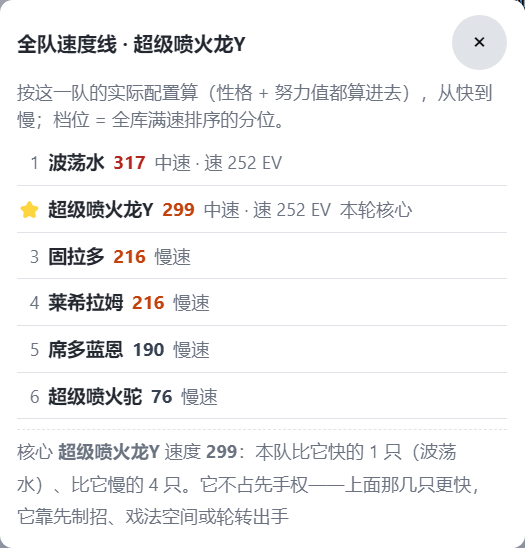 全队速度线 · 超级喷火龙Y
×
按这一队的实际配置算（性格 + 努力值都算进去），从快到
慢；档位 = 全库满速排序的分位。
1 波荡水 317 中速 · 速 252 EV
超级喷火龙Y 299 中速 · 速 252 EV 本轮核心
3 固拉多 216 慢速
4 莱希拉姆 216 慢速
5 席多蓝恩 190 慢速
6 超级喷火驼 76 慢速
核心 超级喷火龙Y 速度 299：本队比它快的 1 只（波荡
水）、比它慢的 4 只。它不占先手权——上面那几只更快，
它靠先制招、戏法空间或轮转出手